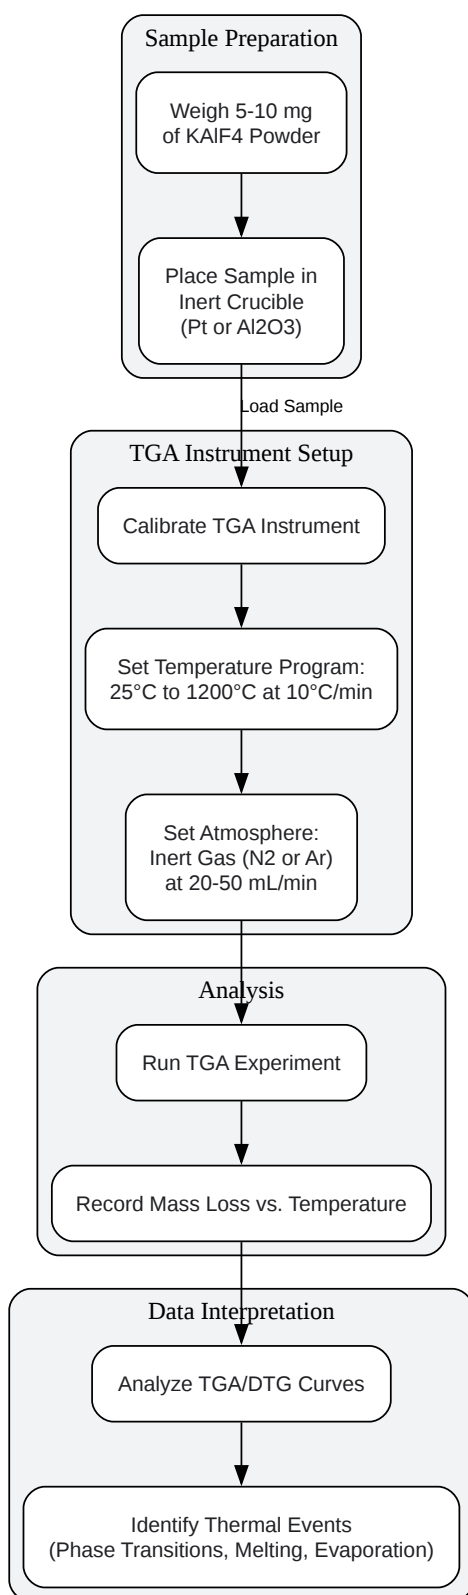 Sample Preparation
Weigh 5-10 mg
of KAlF4 Powder
Place Sample in
Inert Crucible
(Pt or Al2O3)
Load Sample
TGA Instrument Setup
Calibrate TGA Instrument
Set Temperature Program:
25°C to 1200°C at 10°C/min
Set Atmosphere:
Inert Gas (N2 or Ar)
at 20-50 mL/min
Analysis
Run TGA Experiment
Record Mass Loss vs. Temperature
Data Interpretation
Analyze TGA/DTG Curves
Identify Thermal Events
(Phase Transitions, Melting, Evaporation)